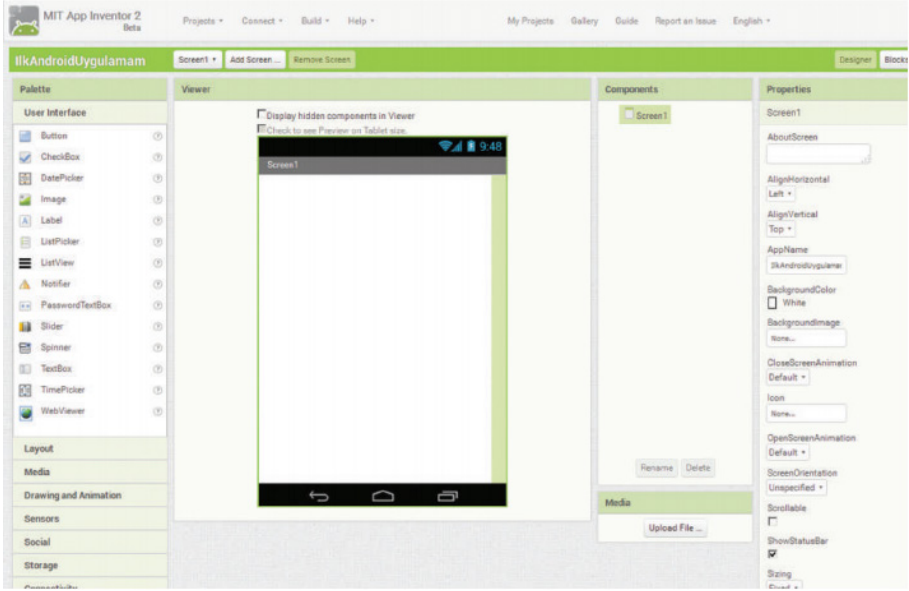 MIT App Inventor 2
Beta
Projects Connect Build Help My Projects Gallery Guide Report an Issue English
IlkAndroidUygulamam Screen1 Add Screen ... Remove Screen Designer Blocks
Palette
User Interface
Button
CheckBox
DatePicker
Image
Label
ListPicker
ListView
Notifier
PasswordTextBox
Slider
Spinner
TextBox
TimePicker
WebViewer
Layout
Media
Drawing and Animation
Sensors
Social
Storage
Connectivity
Viewer
Display hidden components in Viewer
Check to see Preview on Tablet size.
9:48
Screen1
Components
Screen1
Rename Delete
Media
Upload File ...
Properties
Screen1
AboutScreen
AlignHorizontal
Left
AlignVertical
Top
AppName
IlkAndroidUygulamar
BackgroundColor
White
BackgroundImage
None...
CloseScreenAnimation
Default
Icon
None...
OpenScreenAnimation
Default
ScreenOrientation
Unspecified
Scrollable
ShowStatusBar
Sizing
Fixed